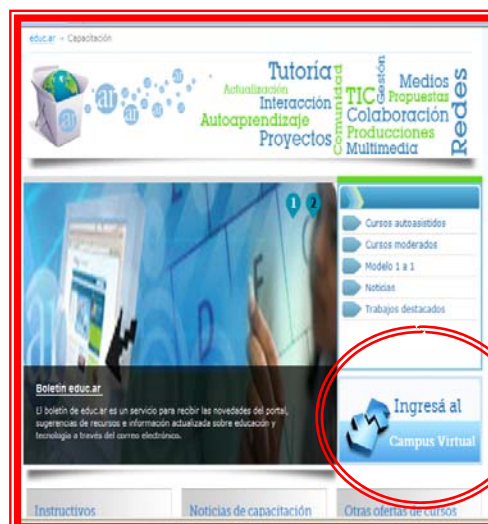 educ.ar → Capacitación
Tutoría
Actualización
Interacción
Autoaprendizaje
Proyectos
Comunidad
TIC
Gestión
Medios
Propuestas
Colaboración
Producciones
Multimedia
Redes
ar
1 2
Cursos autoasistidos
Cursos moderados
Modelo 1 a 1
Noticias
Trabajos destacados
Boletín educ.ar
El boletín de educ.ar es un servicio para recibir las novedades del portal,
sugerencias de recursos e información actualizada sobre educación y
tecnología a través del correo electrónico.
Ingresá al
Campus Virtual
Instructivos
Noticias de capacitación
Otras ofertas de cursos